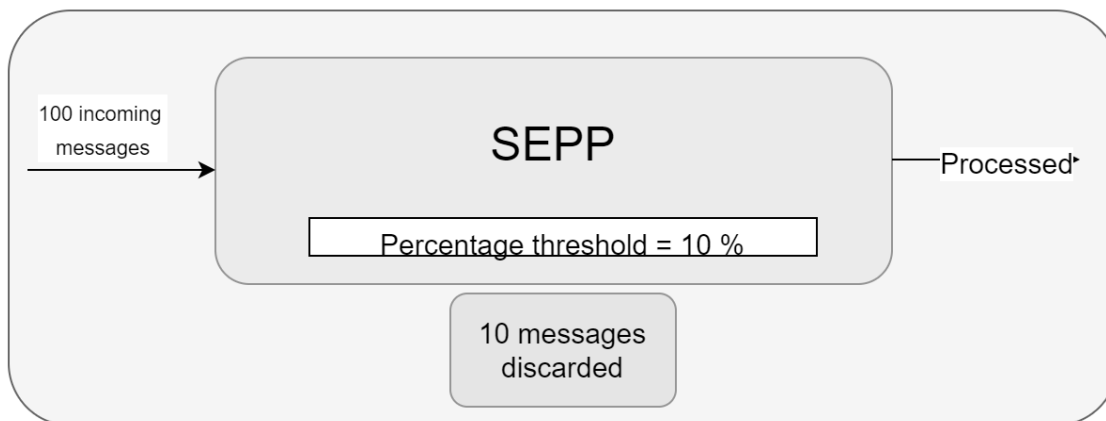 100 incoming
messages
SEPP
Processed
Percentage threshold = 10 %
10 messages
discarded